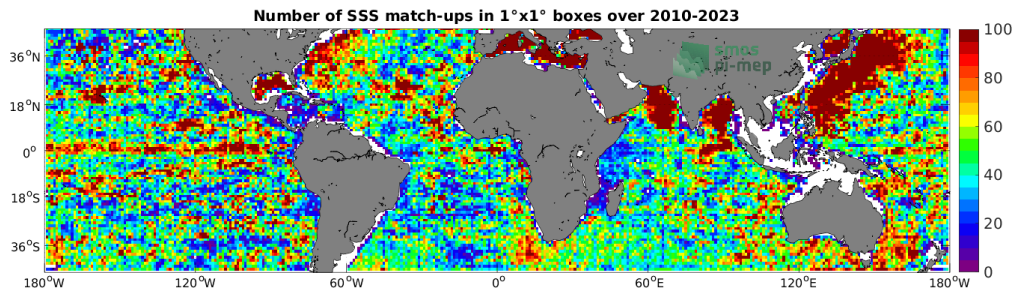 Number of SSS match-ups in 1°x1° boxes over 2010-2023
100
36°N
smos
pi-mep
80
18°N
60
0°
40
18°S
20
36°S
0
180°W 120°W 60°W 0° 60°E 120°E 180°W